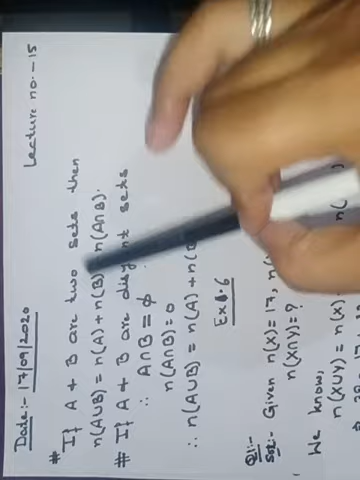 Date:- 17/09/2020 Lecture no:- 15
# If A & B are two sets then
n(A∪B) = n(A) + n(B) n(A∩B).
# If A & B are disjoint sets
∴ A∩B = ϕ
n(A∩B) = 0
∴ n(A∪B) = n(A) + n(B
Ex 1.6
Q1:-
Sol:- Given n(X) = 17,
n(X∩Y) = ?
We know,
n(X∪Y) = n(X)